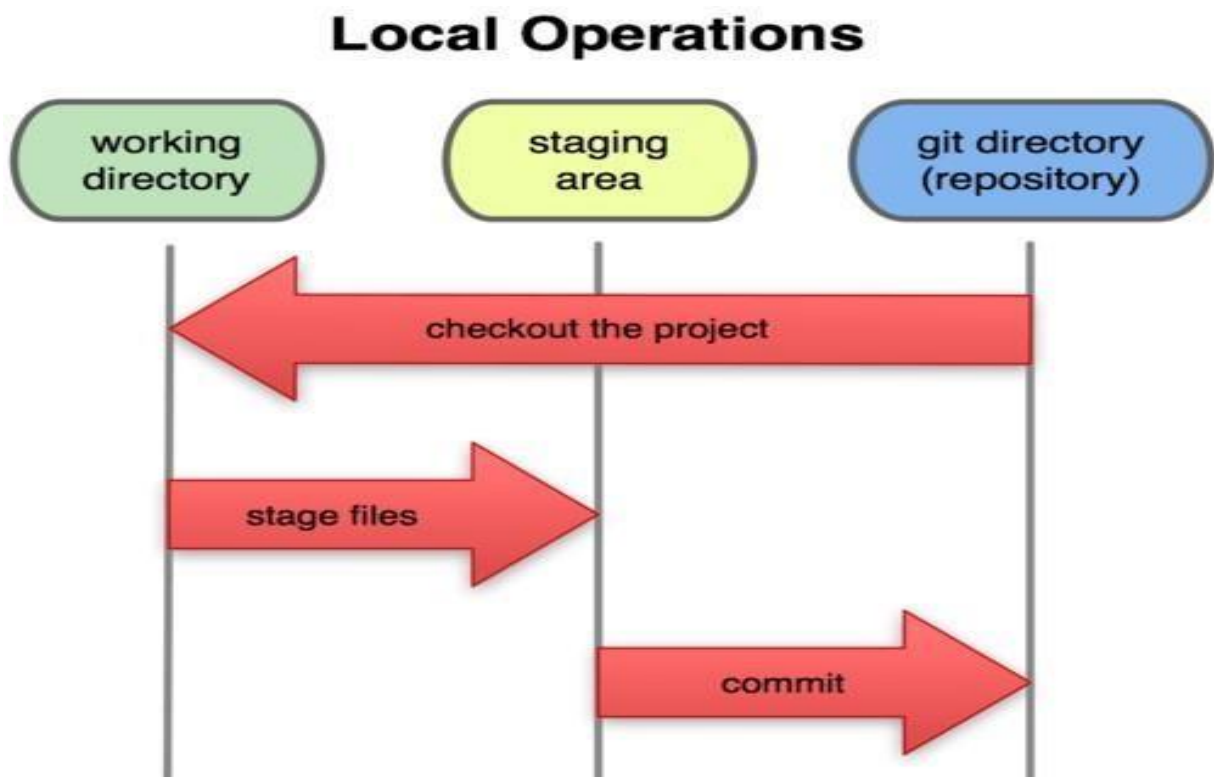 Local Operations
working
directory
staging
area
git directory
(repository)
checkout the project
stage files
commit